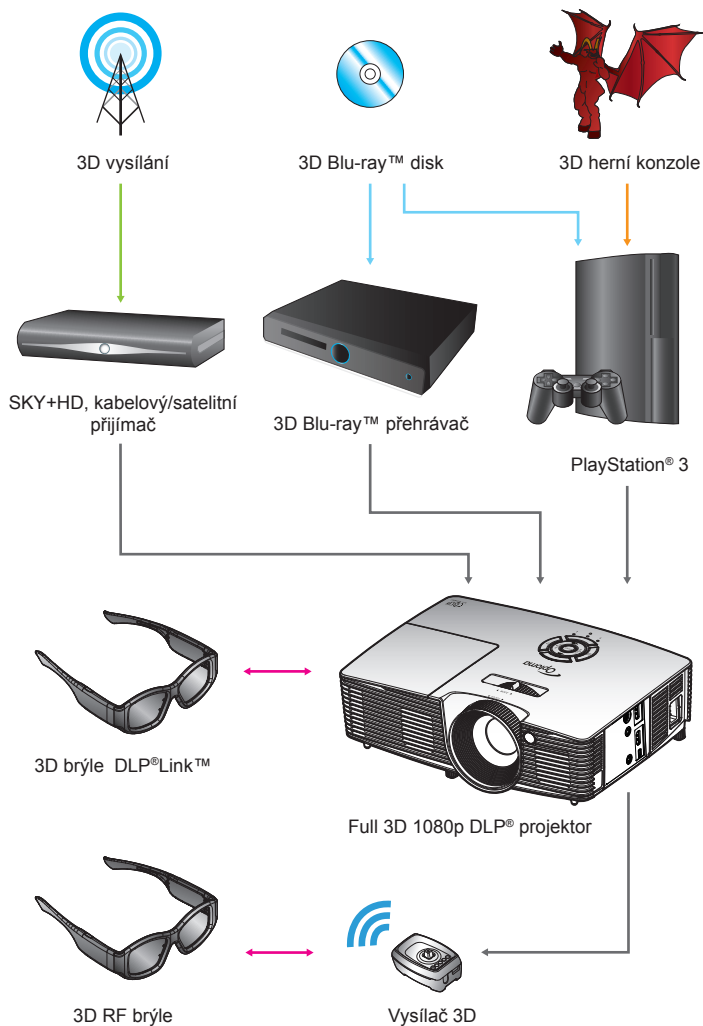 3D vysílání
3D Blu-ray™ disk
3D herní konzole
SKY+HD, kabelový/satelitní
přijímač
3D Blu-ray™ přehrávač
PlayStation® 3
Optoma
3D brýle DLP®Link™
Full 3D 1080p DLP® projektor
3D RF brýle
Vysílač 3D